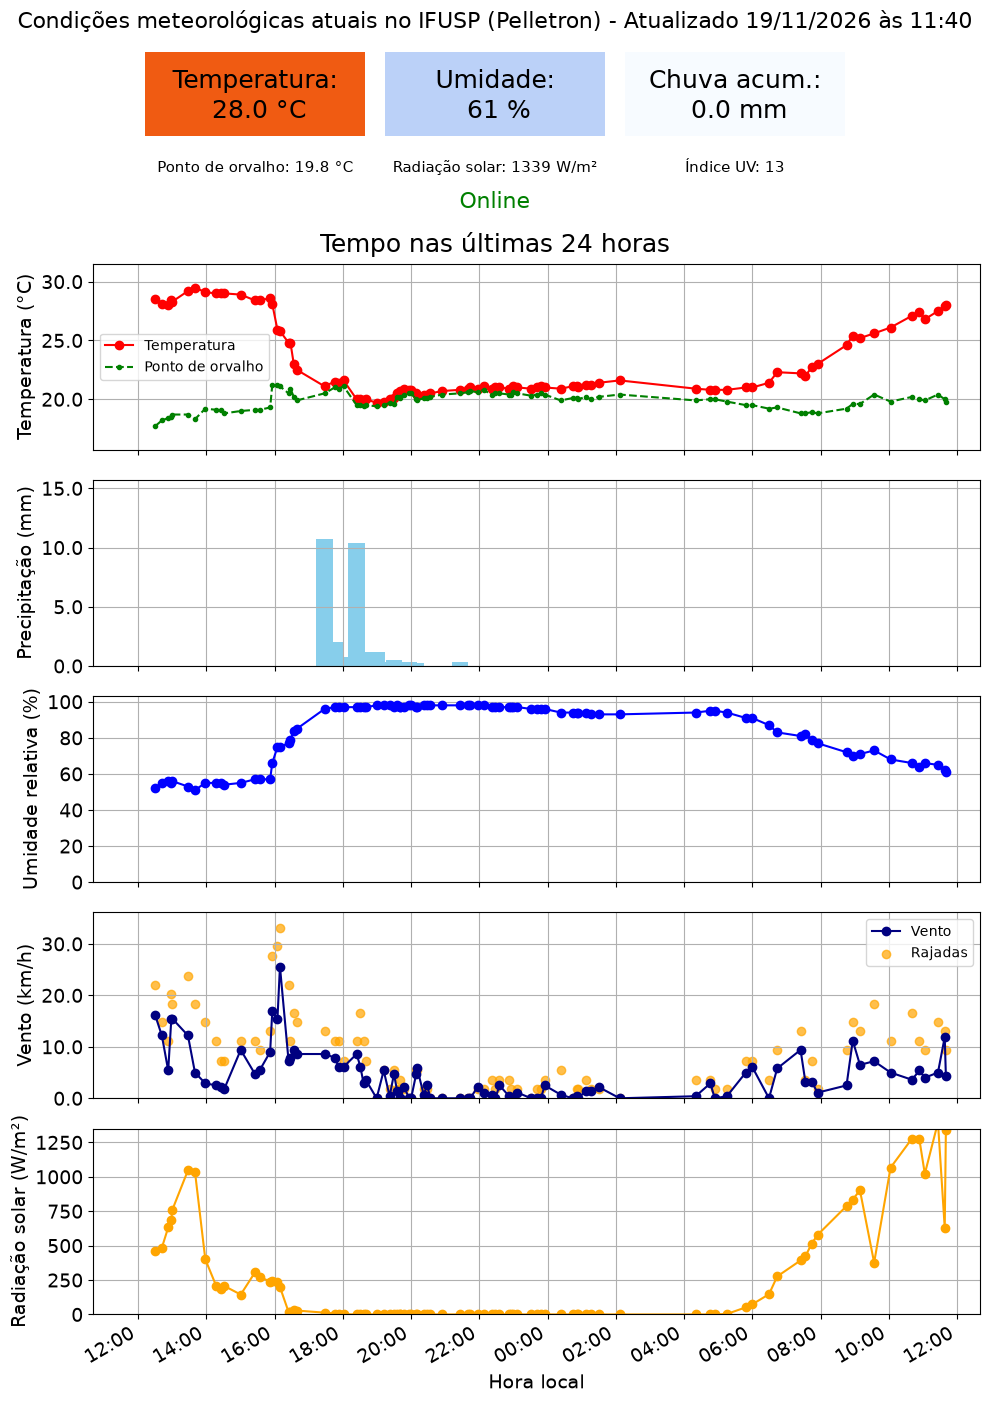 Condições meteorológicas atuais no IFUSP (Pelletron) - Atualizado 19/11/2026 às 11:40
Temperatura:
28.0 °C
Umidade:
61 %
Chuva acum.:
0.0 mm
Ponto de orvalho: 19.8 °C
Radiação solar: 1339 W/m²
Índice UV: 13
Online
Tempo nas últimas 24 horas
Temperatura (°C)
30.0
25.0
20.0
Temperatura
Ponto de orvalho
Precipitação (mm)
15.0
10.0
5.0
0.0
Umidade relativa (%)
100
80
60
40
20
0
Vento (km/h)
30.0
20.0
10.0
0.0
Vento
Rajadas
Radiação solar (W/m²)
1250
1000
750
500
250
0
12:00
14:00
16:00
18:00
20:00
22:00
00:00
02:00
04:00
06:00
08:00
10:00
12:00
Hora local